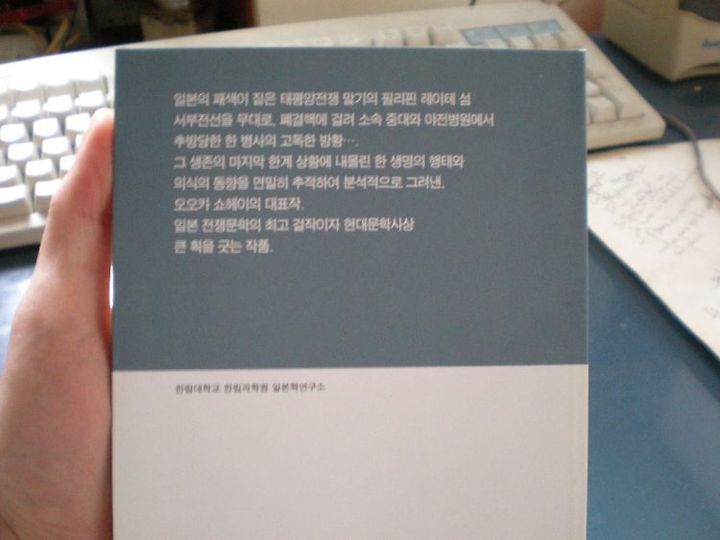 일본의 패색이 짙은 태평양전쟁 말기의 필리핀 레이테 섬
서부전선을 무대로, 폐결핵에 걸려 소속 중대와 야전병원에서
추방당한 한 병사의 고독한 방황….
그 생존의 마지막 한계 상황에 내몰린 한 생명의 행태와
의식의 동향을 면밀히 추적하여 분석적으로 그려낸,
오오카 쇼헤이의 대표작.
일본 전쟁문학의 최고 걸작이자 현대문학사상
큰 획을 긋는 작품.
한림대학교 한림과학원 일본학연구소